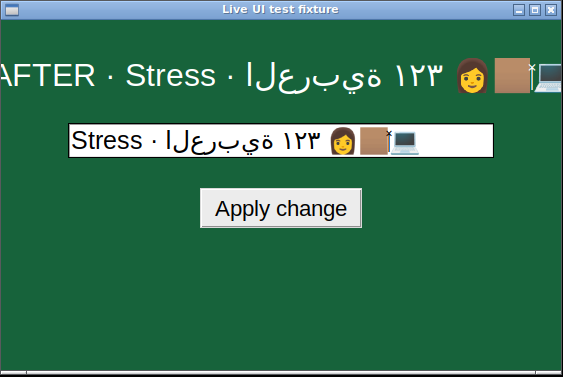 Live UI test fixture
AFTER · Stress · العربية ١٢٣ 👩🏽‍💻
Stress · العربية ١٢٣ 👩🏽‍💻
Apply change